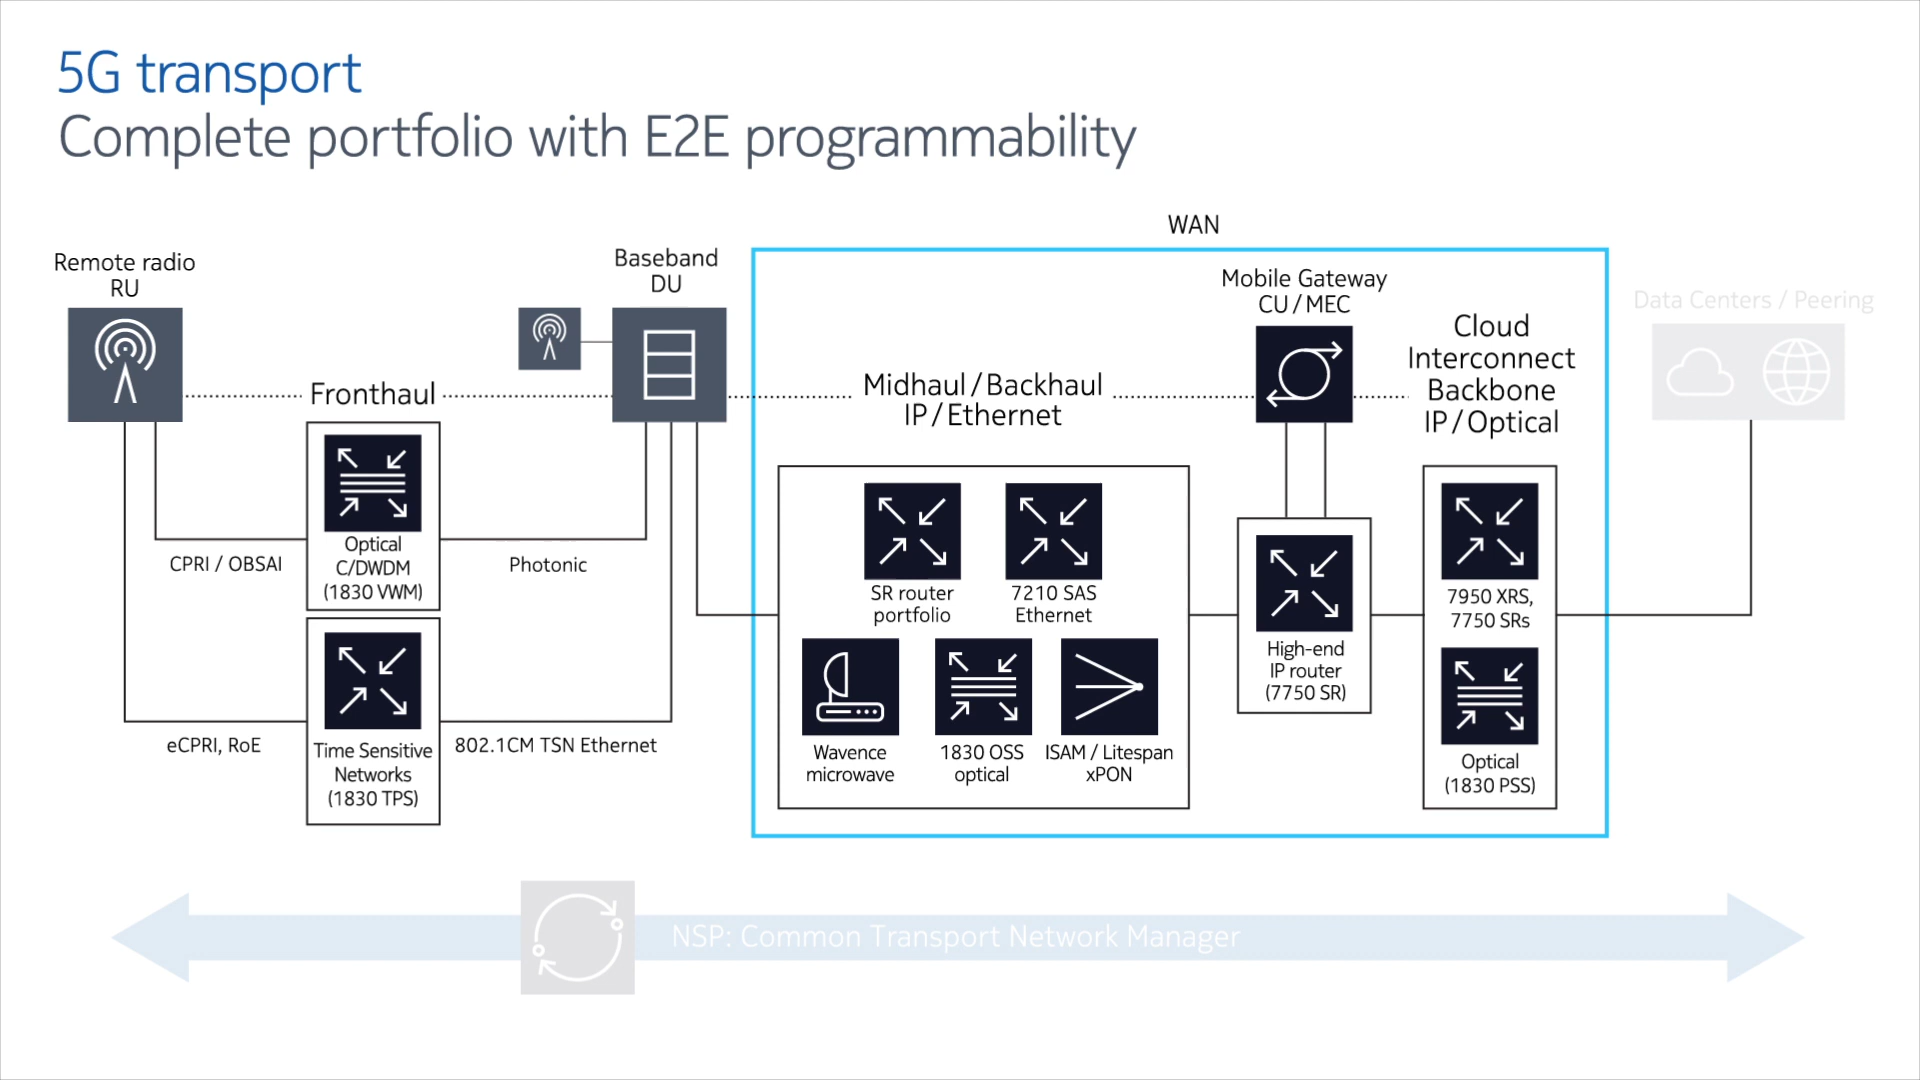 5G transport
Complete portfolio with E2E programmability
WAN
Remote radio
RU
Baseband
DU
Mobile Gateway
CU / MEC
Data Centers / Peering
Fronthaul
Midhaul / Backhaul
IP / Ethernet
Cloud
Interconnect
Backbone
IP / Optical
CPRI / OBSAI
Optical
C/DWDM
(1830 VWM)
Photonic
eCPRI, RoE
Time Sensitive
Networks
(1830 TPS)
802.1CM TSN Ethernet
SR router
portfolio
7210 SAS
Ethernet
Wavence
microwave
1830 OSS
optical
ISAM / Litespan
xPON
High-end
IP router
(7750 SR)
7950 XRS,
7750 SRs
Optical
(1830 PSS)
NSP: Common Transport Network Manager